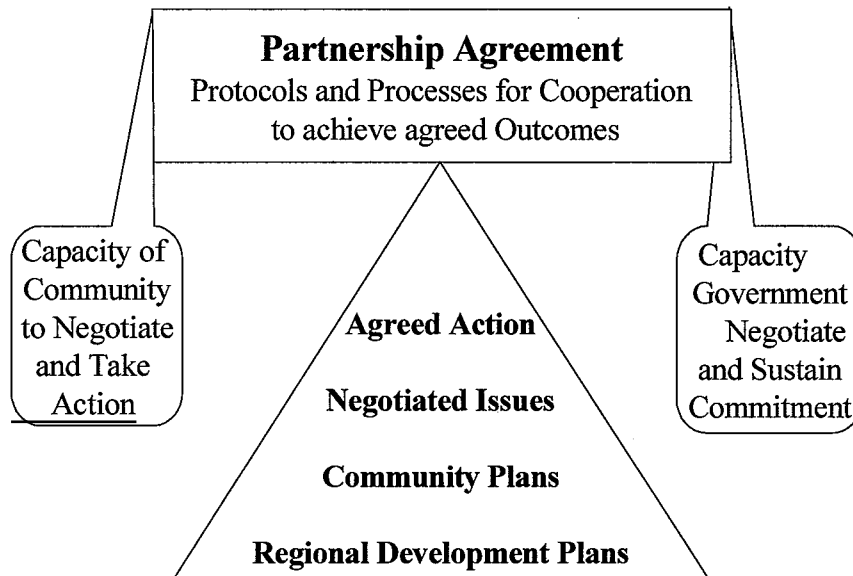 Partnership Agreement
Protocols and Processes for Cooperation
to achieve agreed Outcomes
Capacity of
Community
to Negotiate
and Take
Action
Capacity
Government
Negotiate
and Sustain
Commitment
Agreed Action
Negotiated Issues
Community Plans
Regional Development Plans